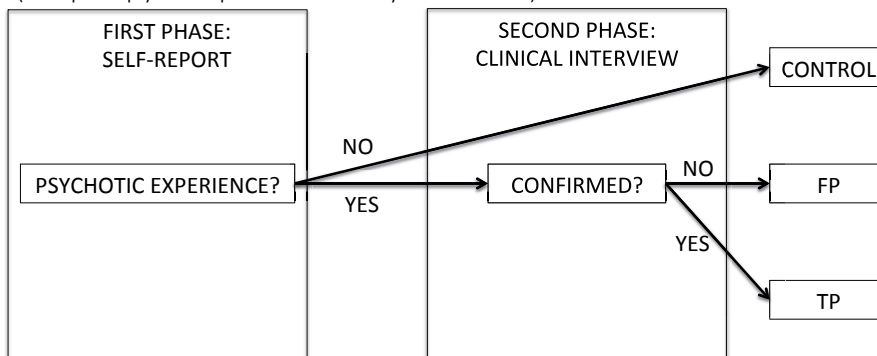 FIRST PHASE:
SELF-REPORT
SECOND PHASE:
CLINICAL INTERVIEW
CONTROL
NO
PSYCHOTIC EXPERIENCE?
YES
CONFIRMED?
NO
FP
YES
TP